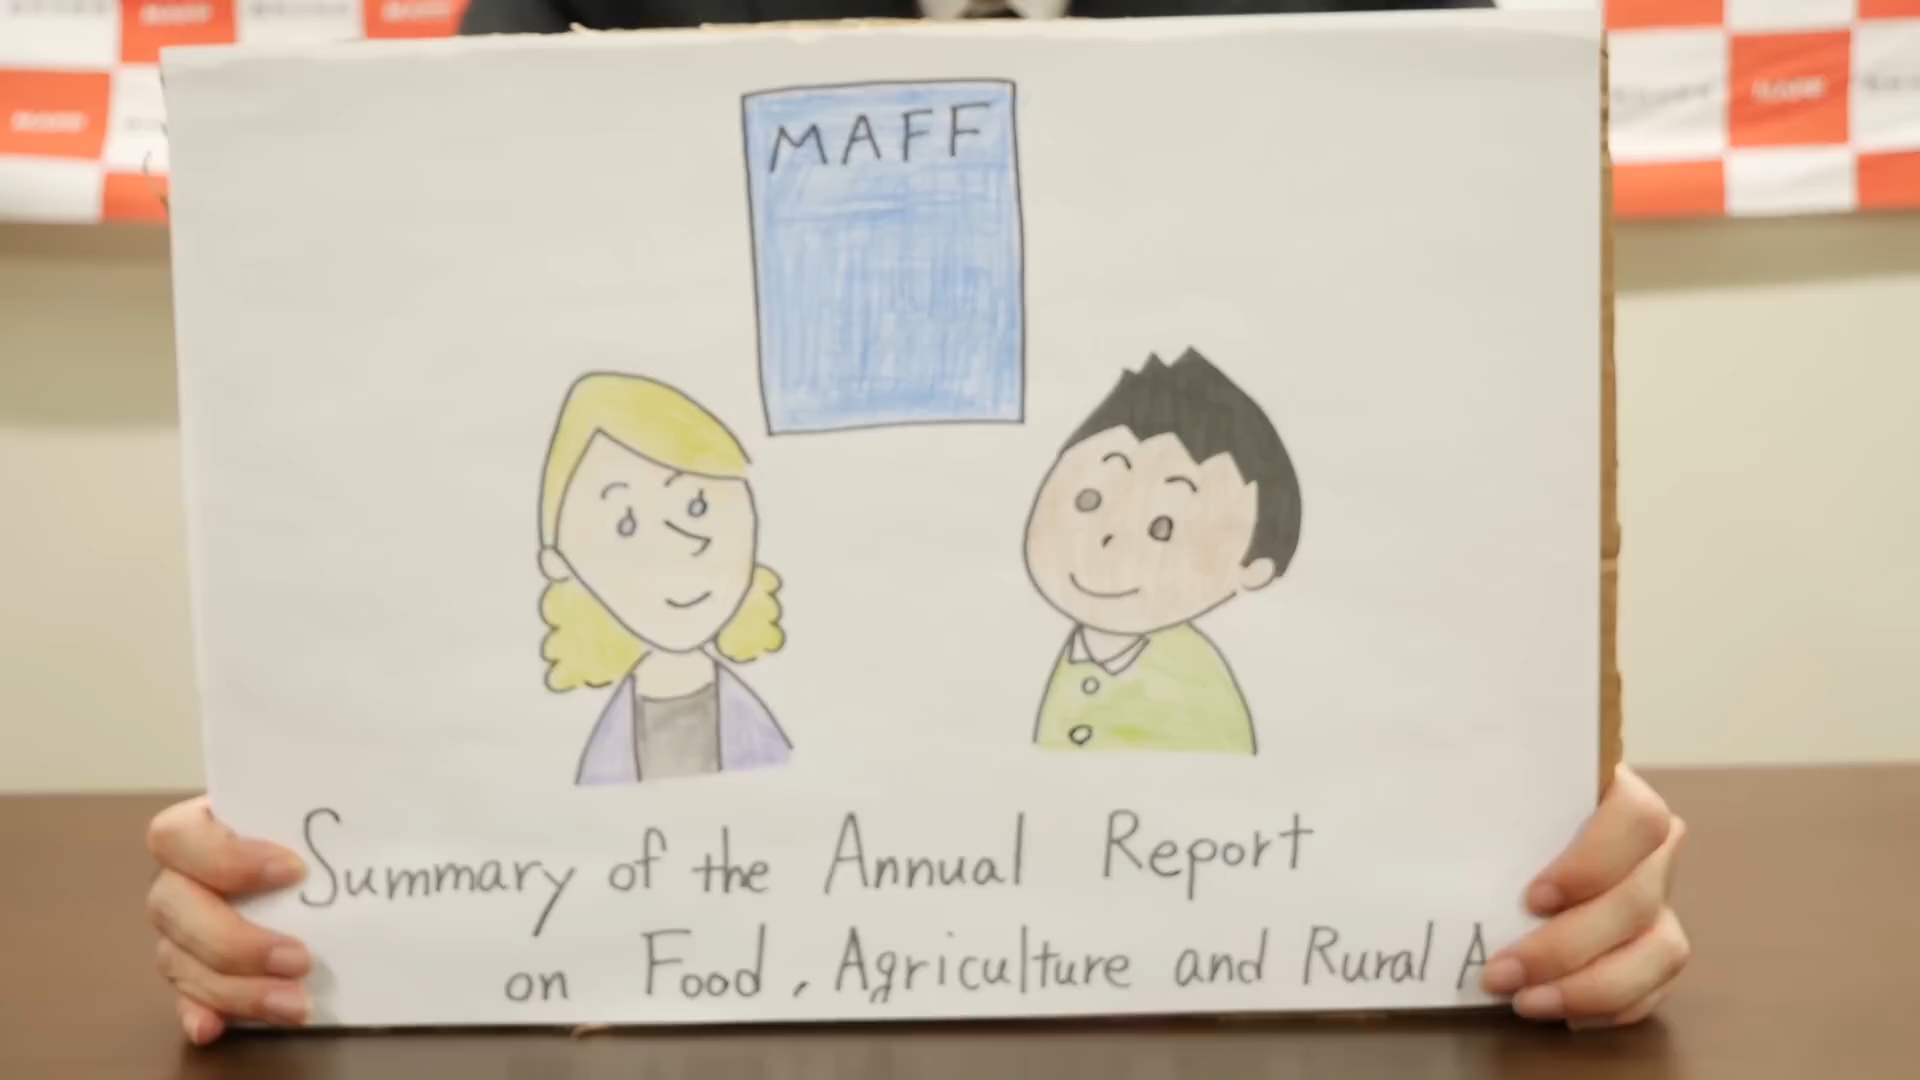 MAFF
Summary of the Annual Report
on Food, Agriculture and Rural A